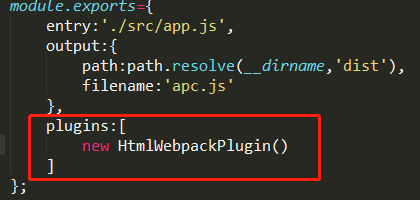 module.exports={
entry:'./src/app.js',
output:{
path:path.resolve(__dirname,'dist'),
filename:'apc.js'
},
plugins:[
new HtmlWebpackPlugin()
]
};